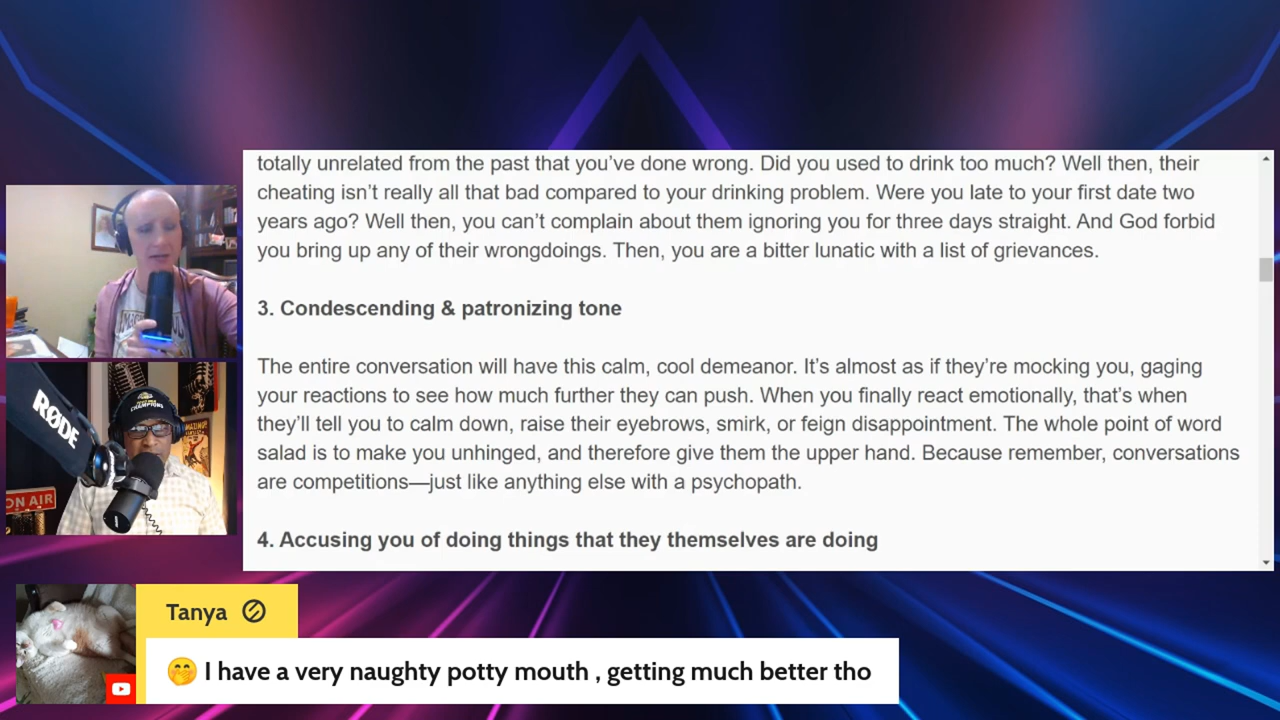 totally unrelated from the past that you’ve done wrong. Did you used to drink too much? Well then, their
cheating isn’t really all that bad compared to your drinking problem. Were you late to your first date two
years ago? Well then, you can’t complain about them ignoring you for three days straight. And God forbid
you bring up any of their wrongdoings. Then, you are a bitter lunatic with a list of grievances.
3. Condescending & patronizing tone
The entire conversation will have this calm, cool demeanor. It’s almost as if they’re mocking you, gaging
your reactions to see how much further they can push. When you finally react emotionally, that’s when
they’ll tell you to calm down, raise their eyebrows, smirk, or feign disappointment. The whole point of word
salad is to make you unhinged, and therefore give them the upper hand. Because remember, conversations
are competitions—just like anything else with a psychopath.
4. Accusing you of doing things that they themselves are doing
RØDE
CHAMPIONS
ON AIR
Tanya
🤭 I have a very naughty potty mouth , getting much better tho